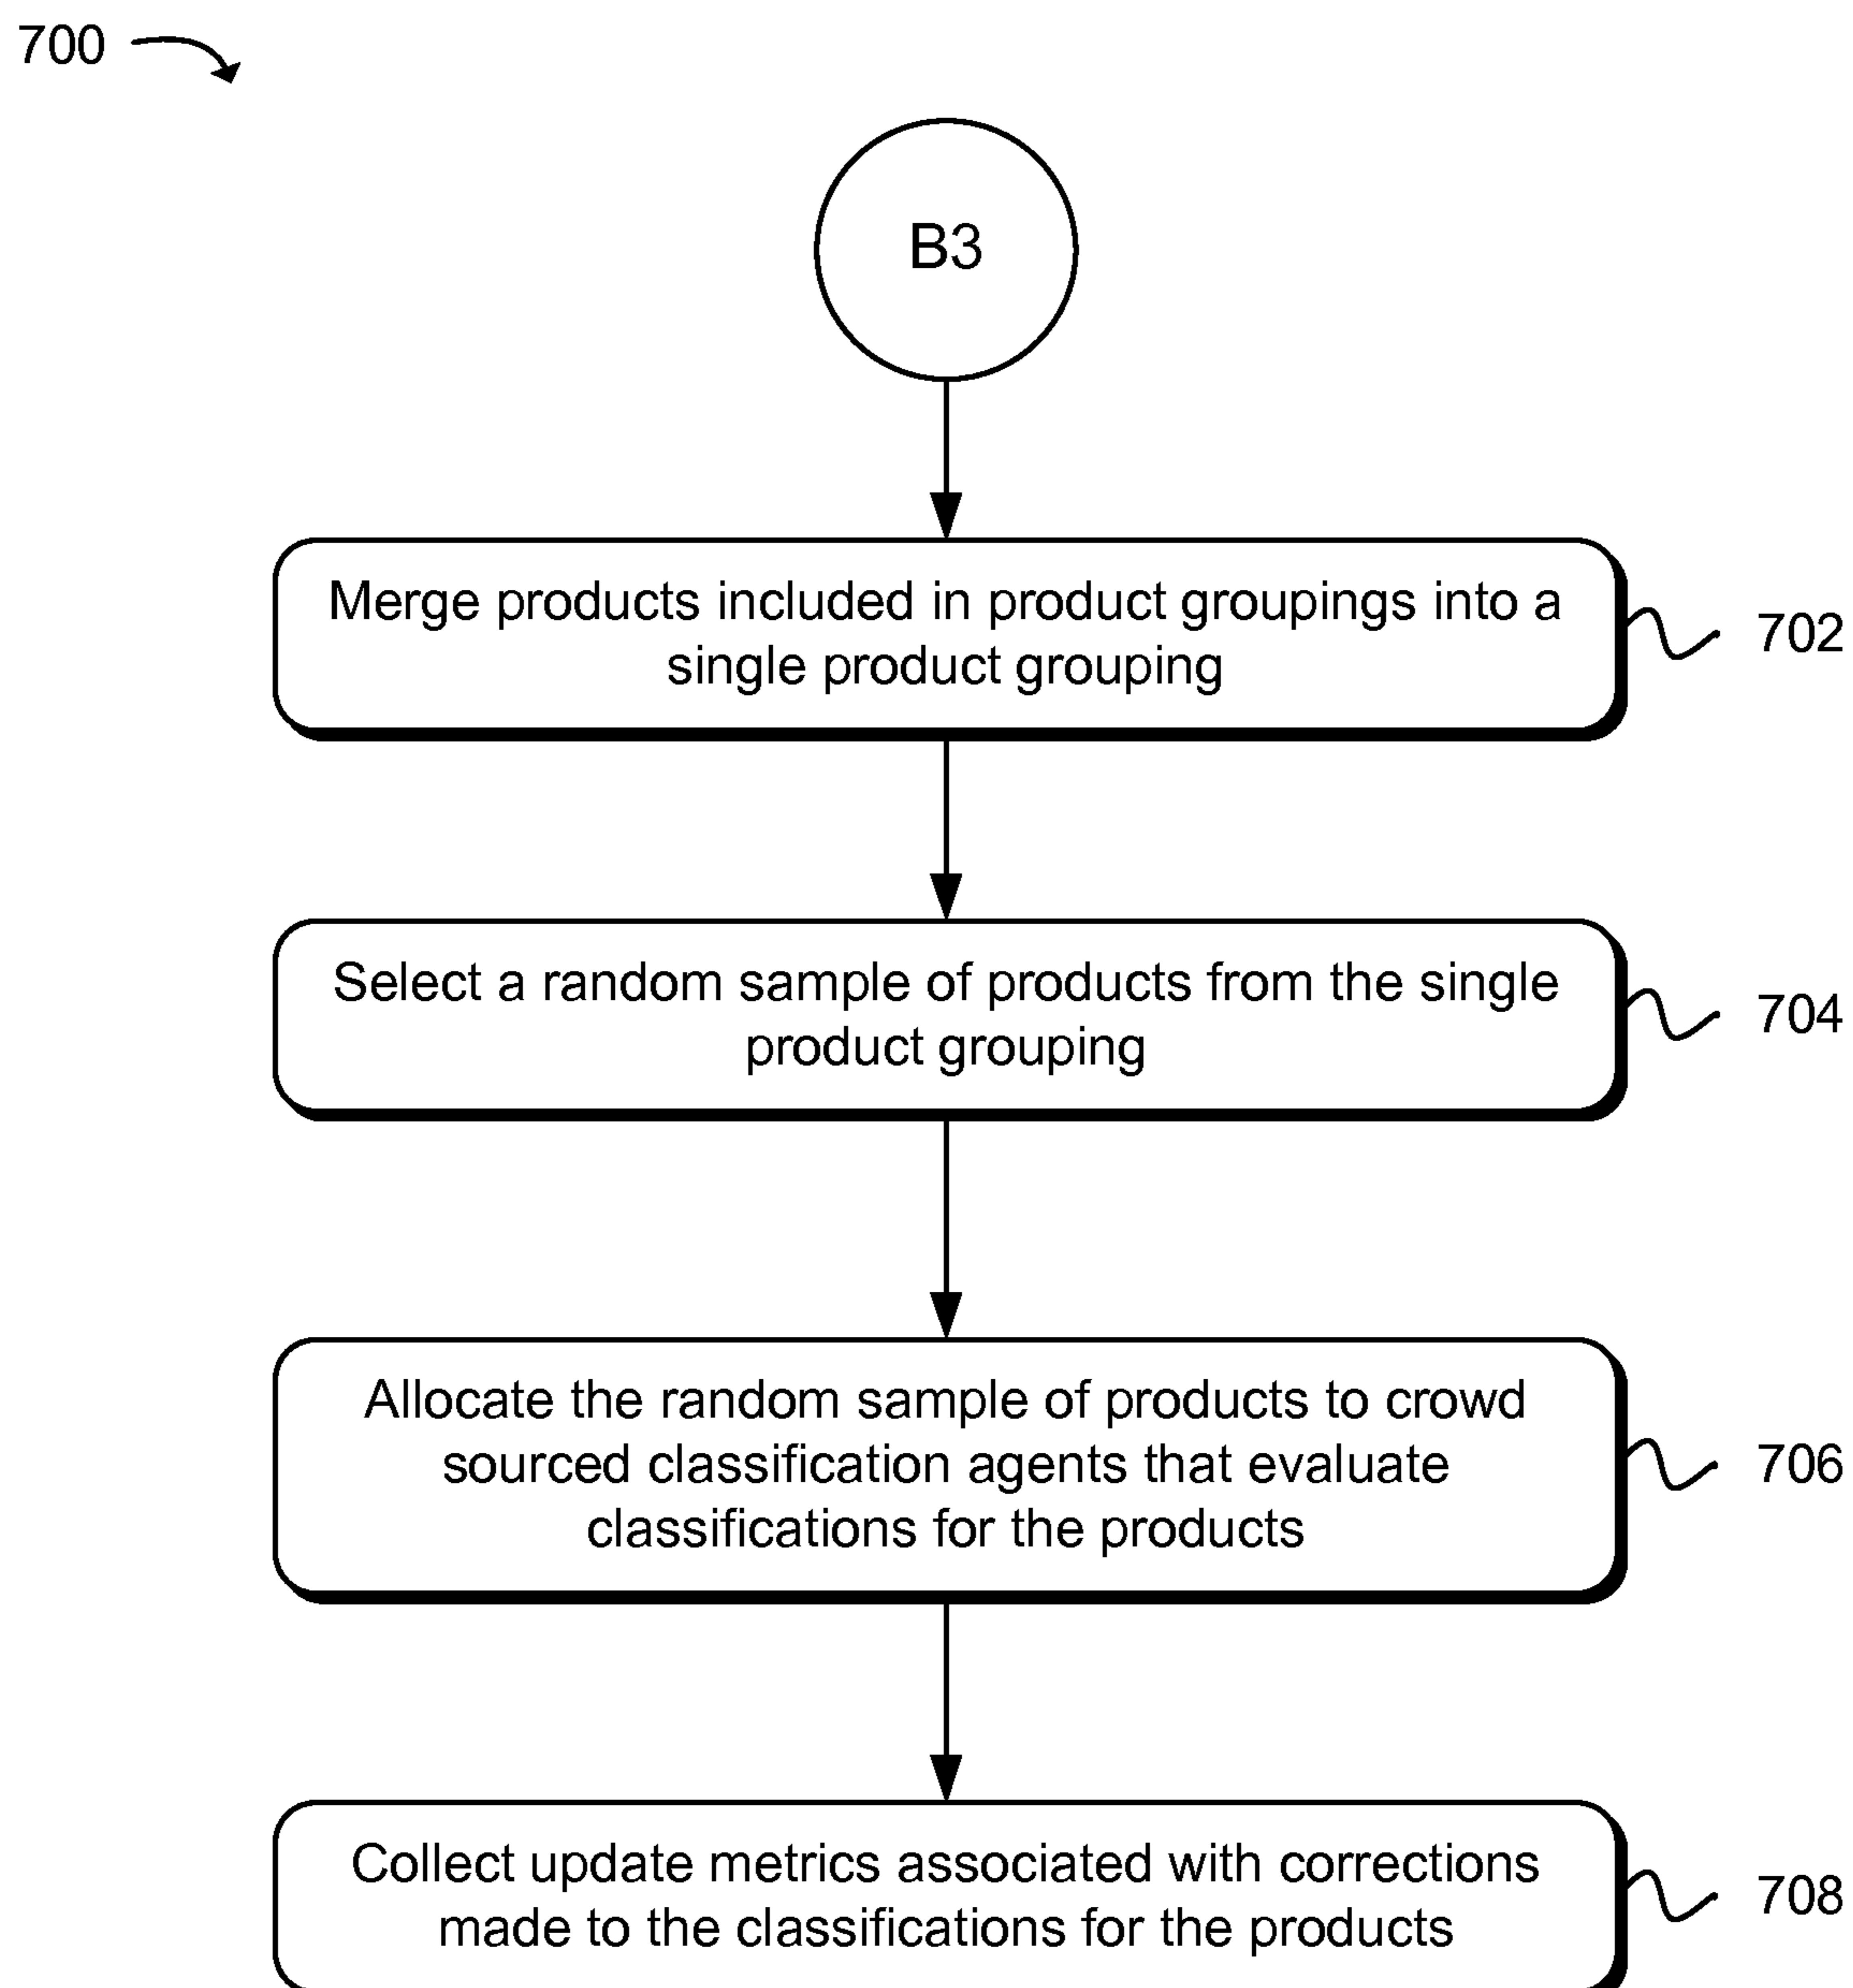 700
B3
Merge products included in product groupings into a
single product grouping
702
Select a random sample of products from the single
product grouping
704
Allocate the random sample of products to crowd
sourced classification agents that evaluate
classifications for the products
706
Collect update metrics associated with corrections
made to the classifications for the products
708